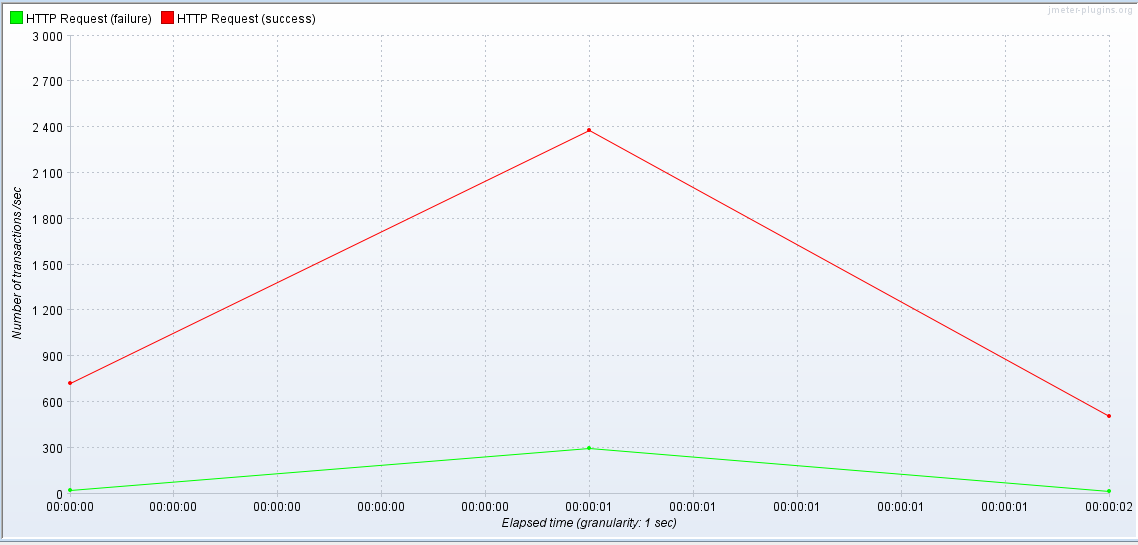 jmeter-plugins.org
HTTP Request (failure) HTTP Request (success)
3 000
2 700
2 400
2 100
1 800
1 500
1 200
900
600
300
0
Number of transactions /sec
00:00:00 00:00:00 00:00:00 00:00:00 00:00:00 00:00:01 00:00:01 00:00:01 00:00:01 00:00:01 00:00:02
Elapsed time (granularity: 1 sec)